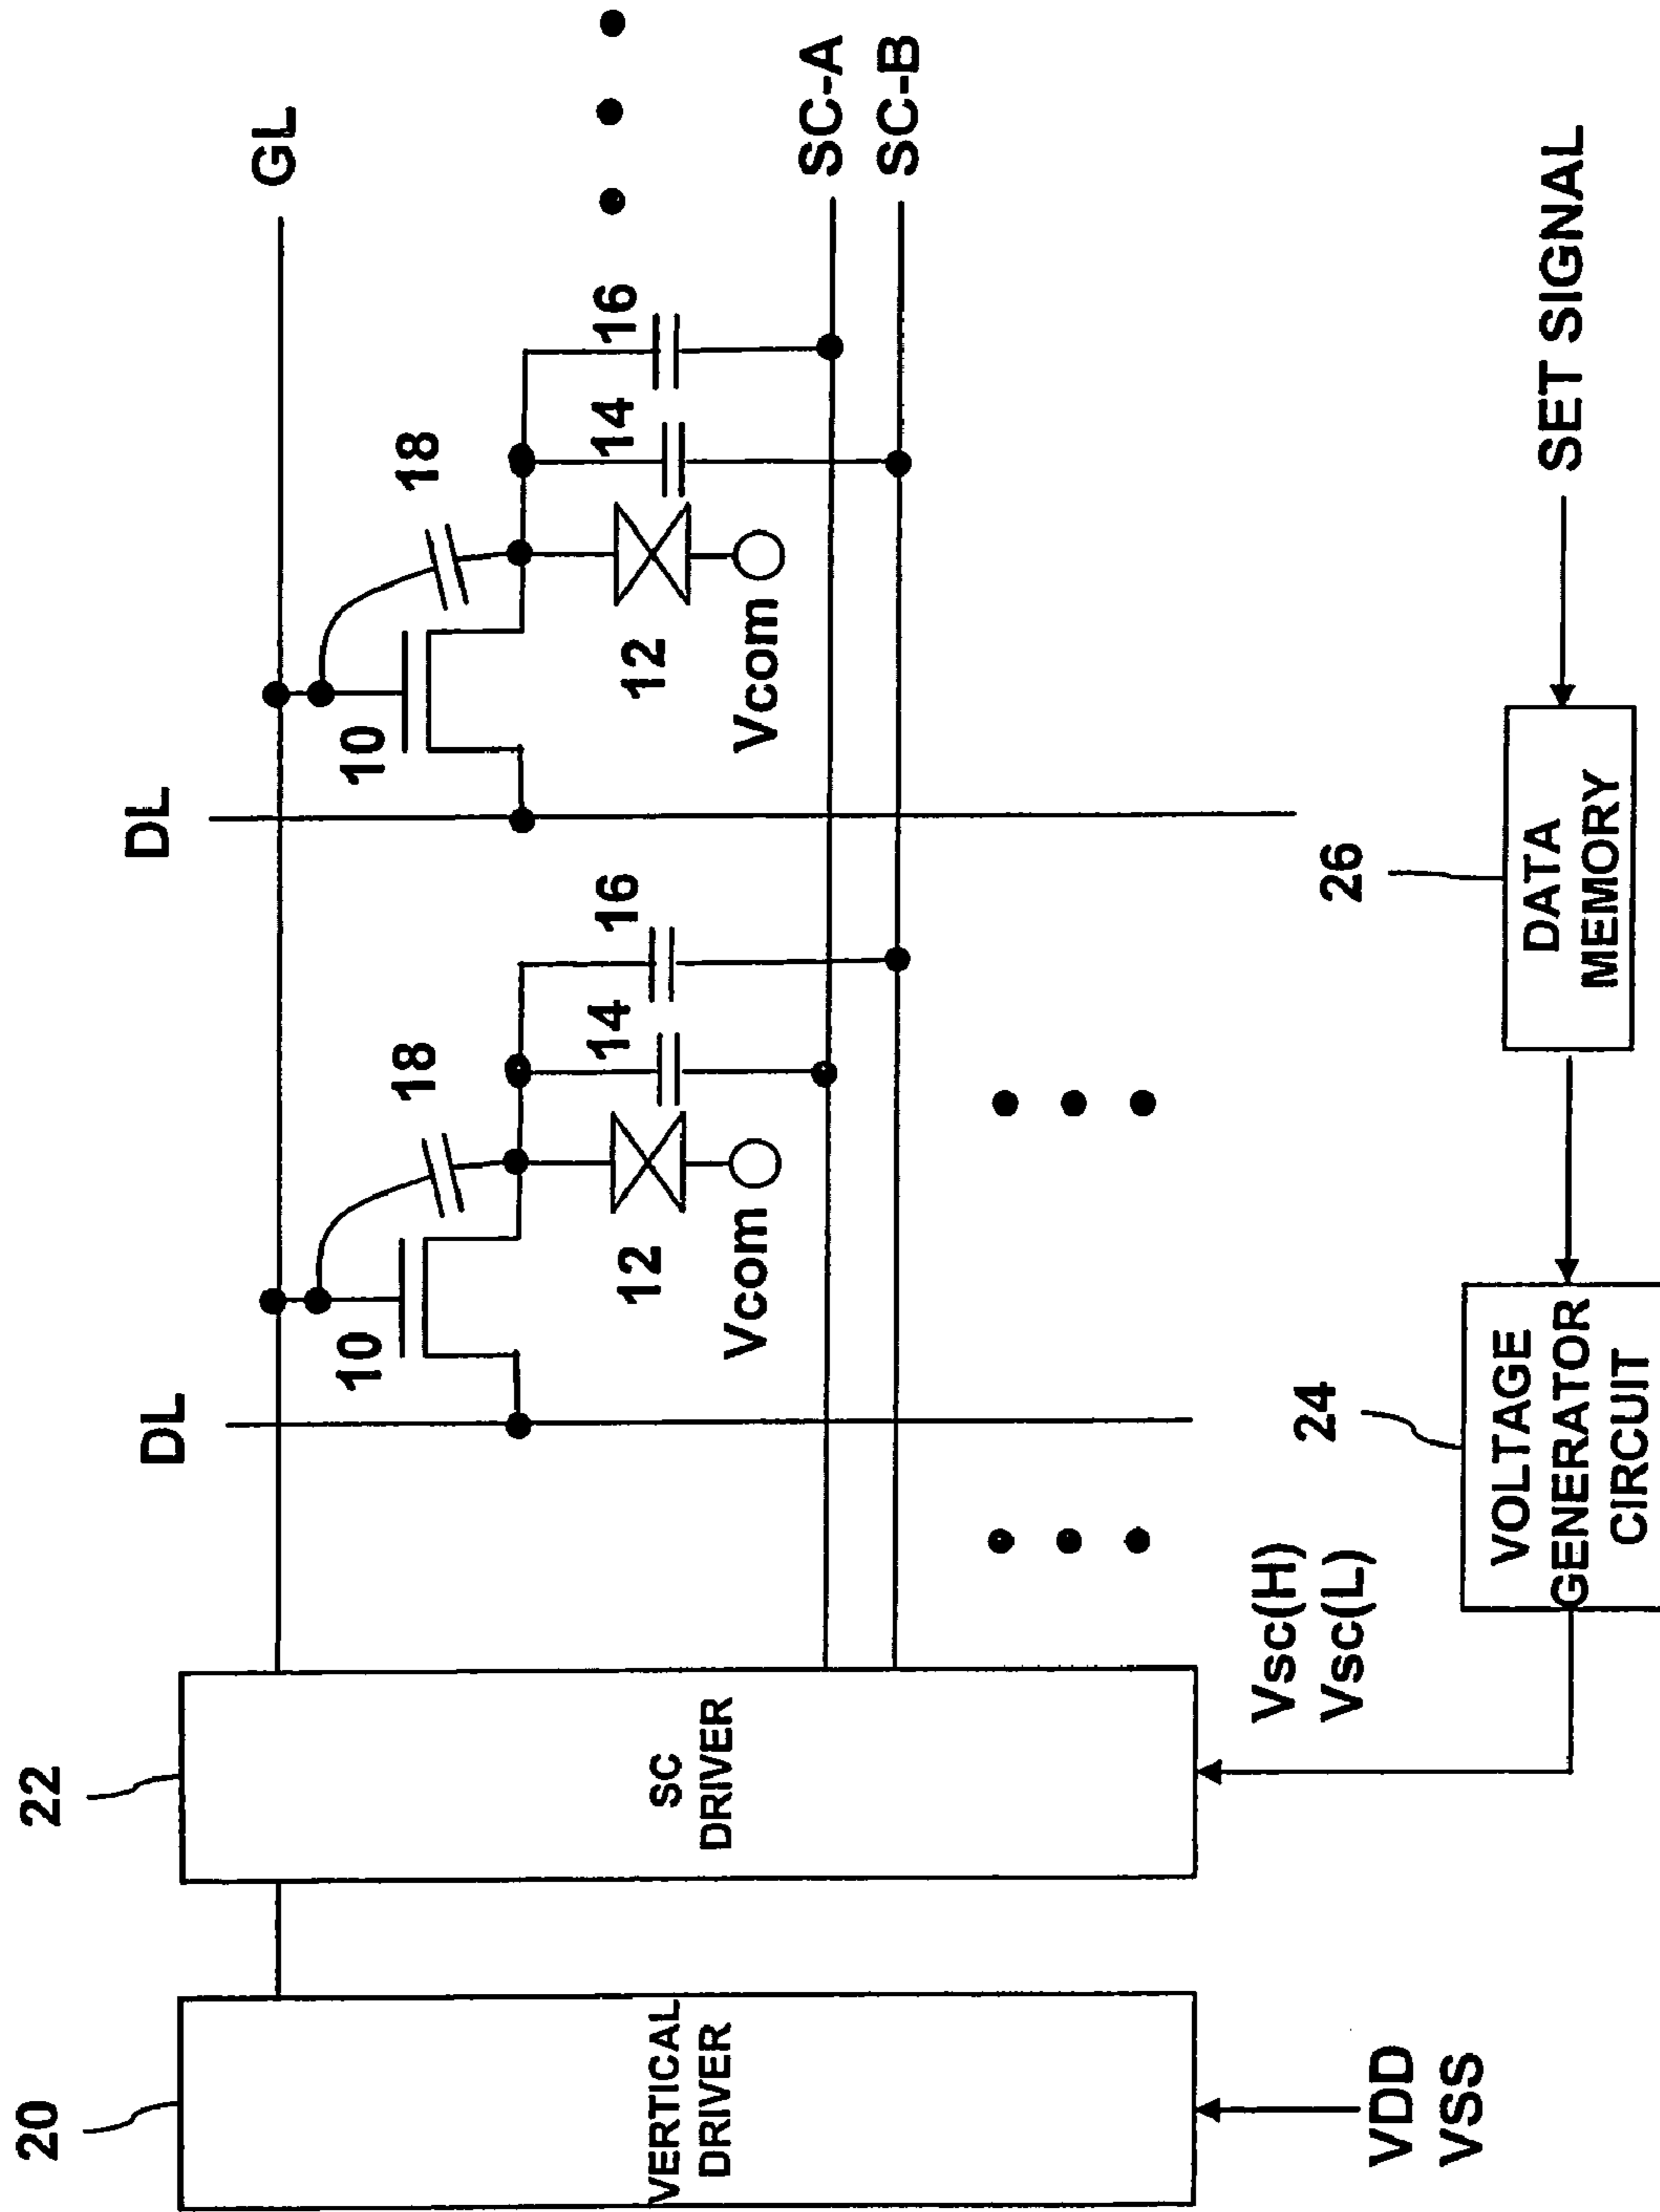 20
22
DL
DL
GL
10
18
10
18
12
14
16
12
14
16
Vcom
Vcom
SC-A
SC-B
VERTICAL
DRIVER
SC
DRIVER
VDD
VSS
Vsc(H)
Vsc(L)
24
26
VOLTAGE
GENERATOR
CIRCUIT
DATA
MEMORY
SET SIGNAL